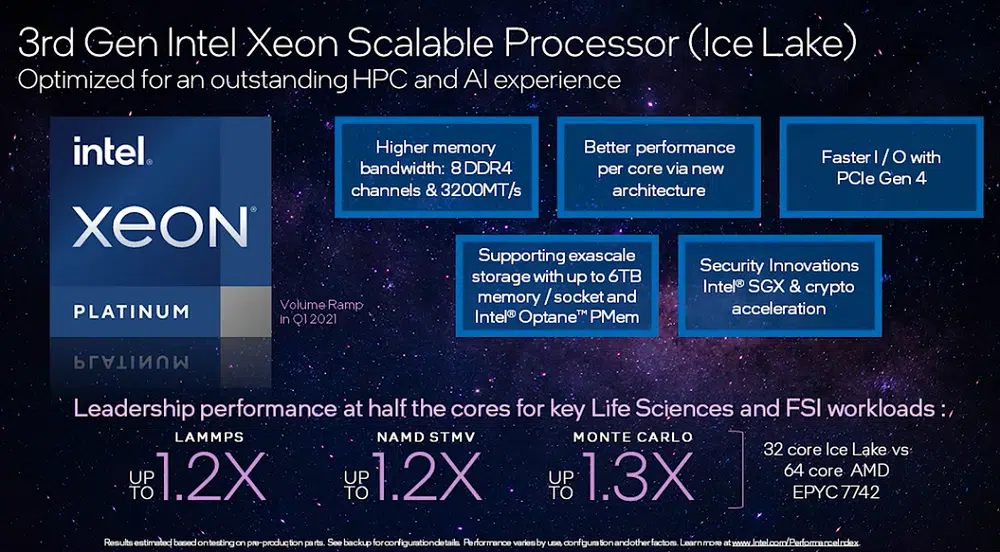 3rd Gen Intel Xeon Scalable Processor (Ice Lake)
Optimized for an outstanding HPC and AI experience
intel®
xeon®
PLATINUM
PLATINUM
Volume Ramp
in Q1 2021
Higher memory
bandwidth: 8 DDR4
channels & 3200MT/s
Better performance
per core via new
architecture
Faster I / O with
PCIe Gen 4
Supporting exascale
storage with up to 6TB
memory / socket and
Intel® Optane™ PMem
Security Innovations
Intel® SGX & crypto
acceleration
Leadership performance at half the cores for key Life Sciences and FSI workloads :
LAMMPS
UP TO 1.2X
NAMD STMV
UP TO 1.2X
MONTE CARLO
UP TO 1.3X
32 core Ice Lake vs
64 core AMD
EPYC 7742
Results estimated based on testing on pre-production parts. See backup for configuration details. Performance varies by use, configuration and other factors. Learn more at www.Intel.com/PerformanceIndex.